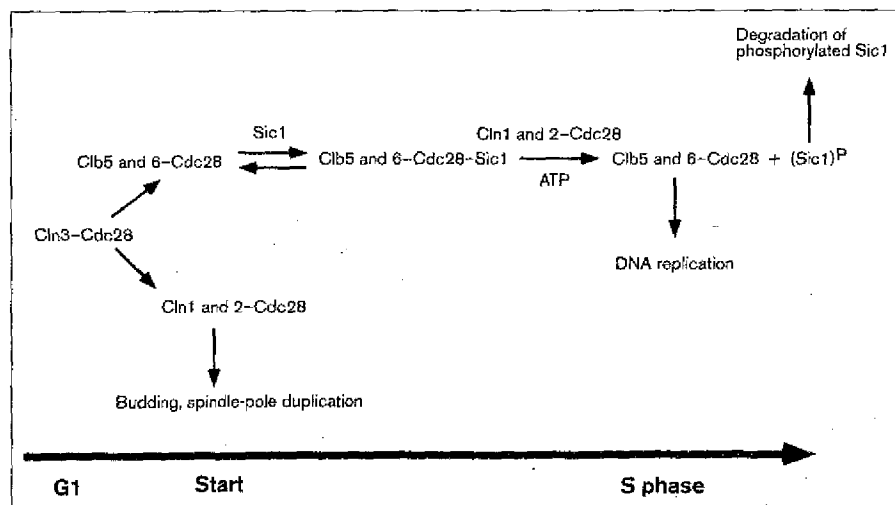 Degradation of
phosphorylated Sic1
Sic1
Cln1 and 2–Cdc28
Clb5 and 6–Cdc28
Clb5 and 6–Cdc28–Sic1
ATP
Clb5 and 6–Cdc28 + (Sic1)P
Cln3–Cdc28
DNA replication
Cln1 and 2–Cdc28
Budding, spindle-pole duplication
G1
Start
S phase